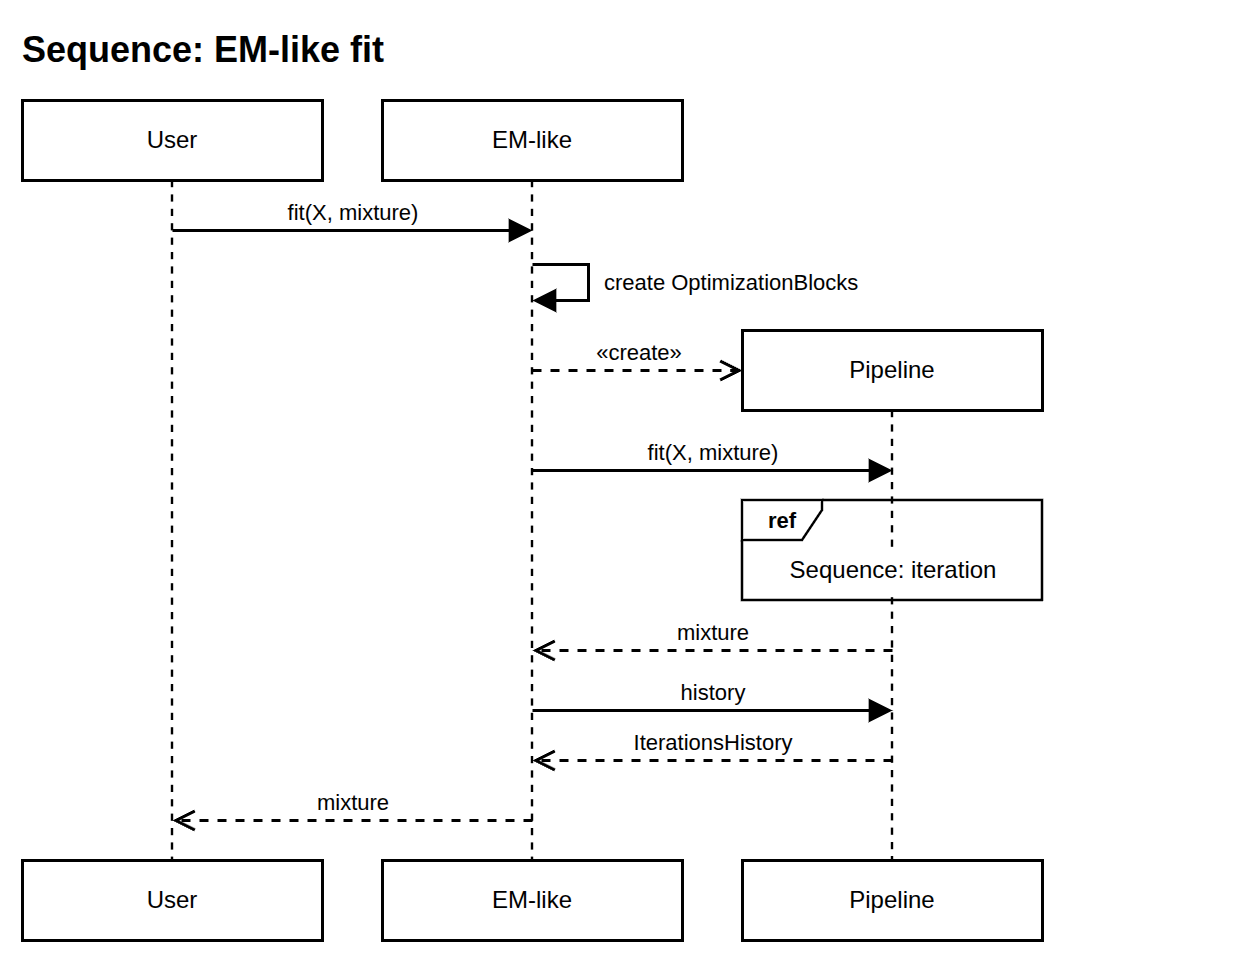 Sequence: EM-like fit
User
EM-like
fit(X, mixture)
create OptimizationBlocks
«create»
Pipeline
fit(X, mixture)
ref
Sequence: iteration
mixture
history
IterationsHistory
mixture
User
EM-like
Pipeline